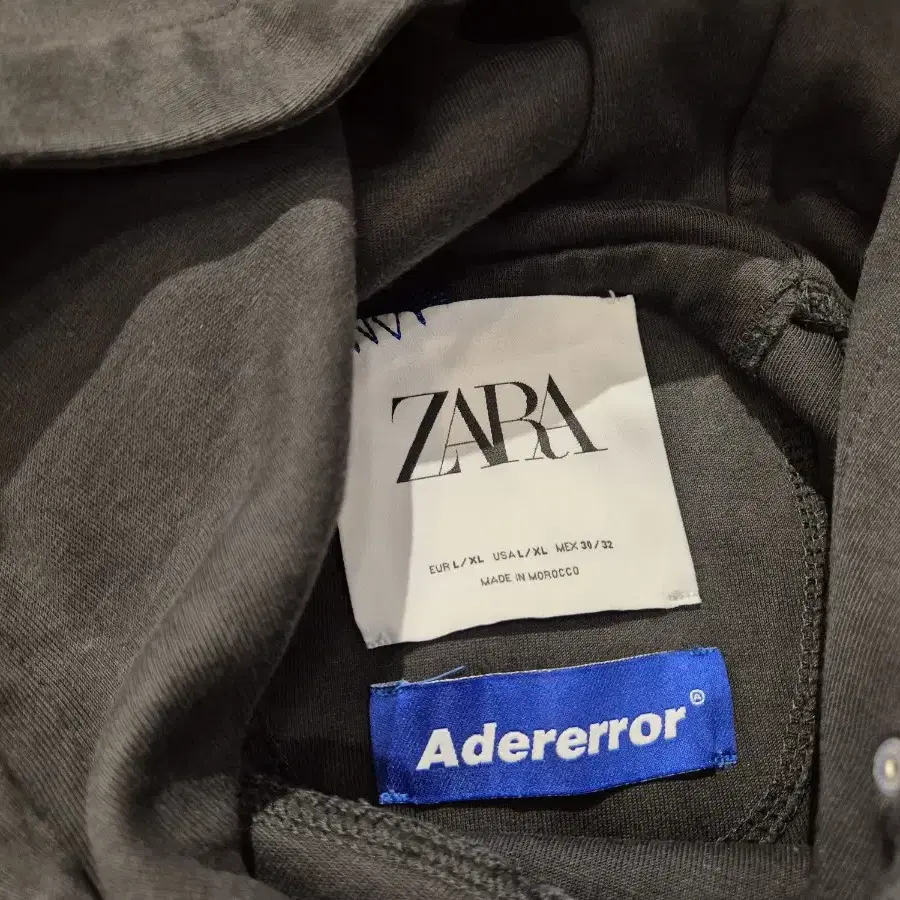 ZARA
EUR L/XL USA L/XL MEX 30/32
MADE IN MOROCCO
Adererror